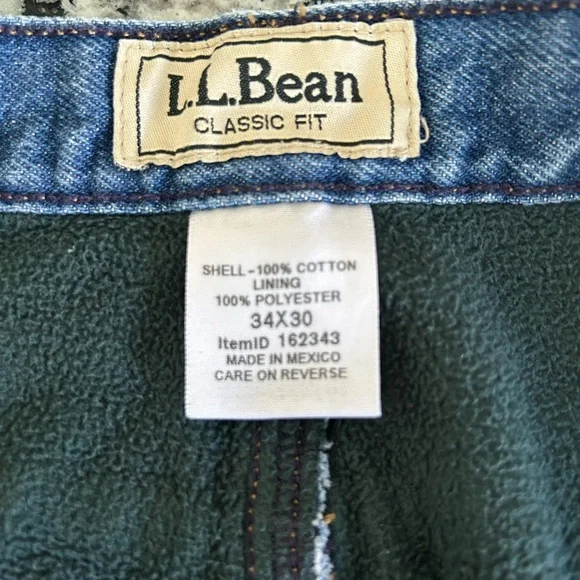 L.L.Bean
CLASSIC FIT
SHELL-100% COTTON
LINING
100% POLYESTER
34X30
ItemID 162343
MADE IN MEXICO
CARE ON REVERSE